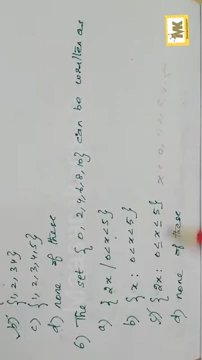 b) {1, 2, 3 4}
c) {1, 2, 3, 4, 5}
d) none of these
6) The set {0, 2, 4, 6, 8, 10} can be written as
a) {2x / 0<x<5}
b) {x : 0<x<5}
c) {2x : 0≤x≤5}
d) none of these
MK